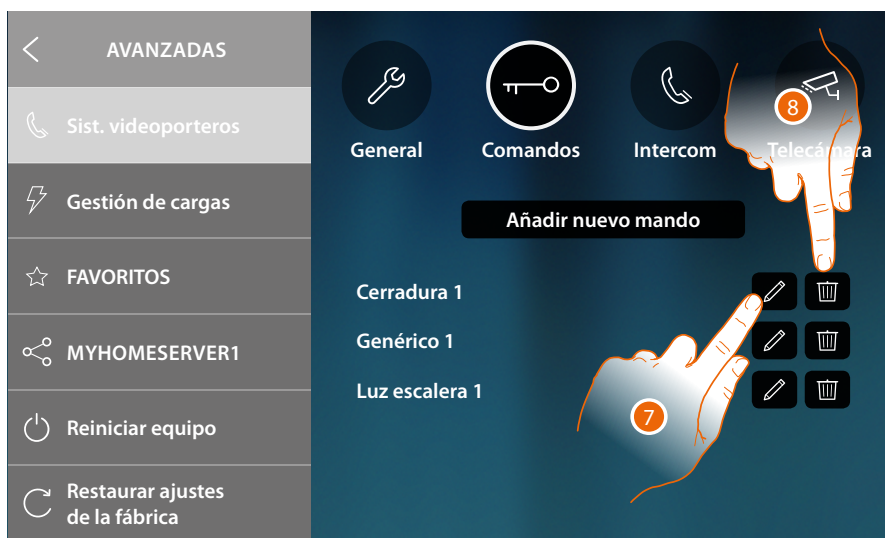 AVANZADAS
Sist. videoporteros
Gestión de cargas
FAVORITOS
MYHOMESERVER1
Reiniciar equipo
Restaurar ajustes
de la fábrica
General
Comandos
Intercom
Telecámara
Añadir nuevo mando
Cerradura 1
Genérico 1
Luz escalera 1
8
7